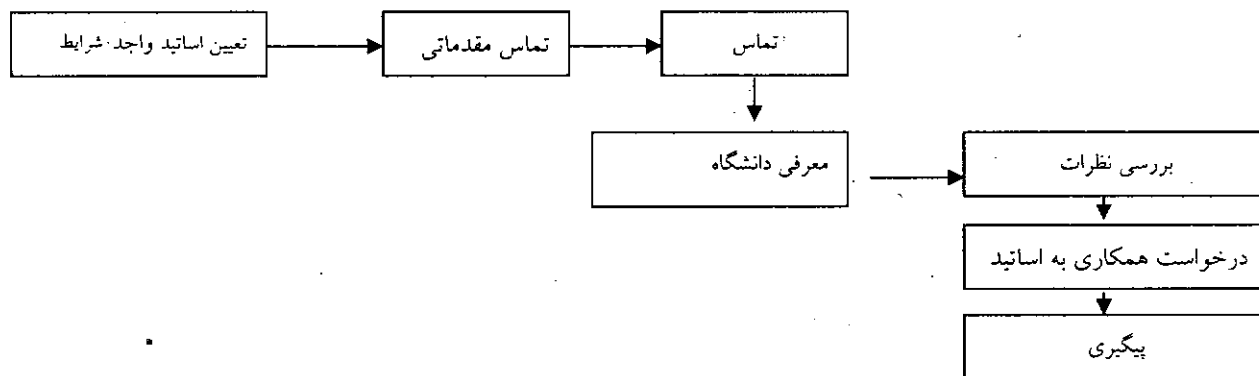 تعیین اساتید واجد شرایط
تماس مقدماتی
تماس
معرفی دانشگاه
بررسی نظرات
درخواست همکاری به اساتید
پیگیری